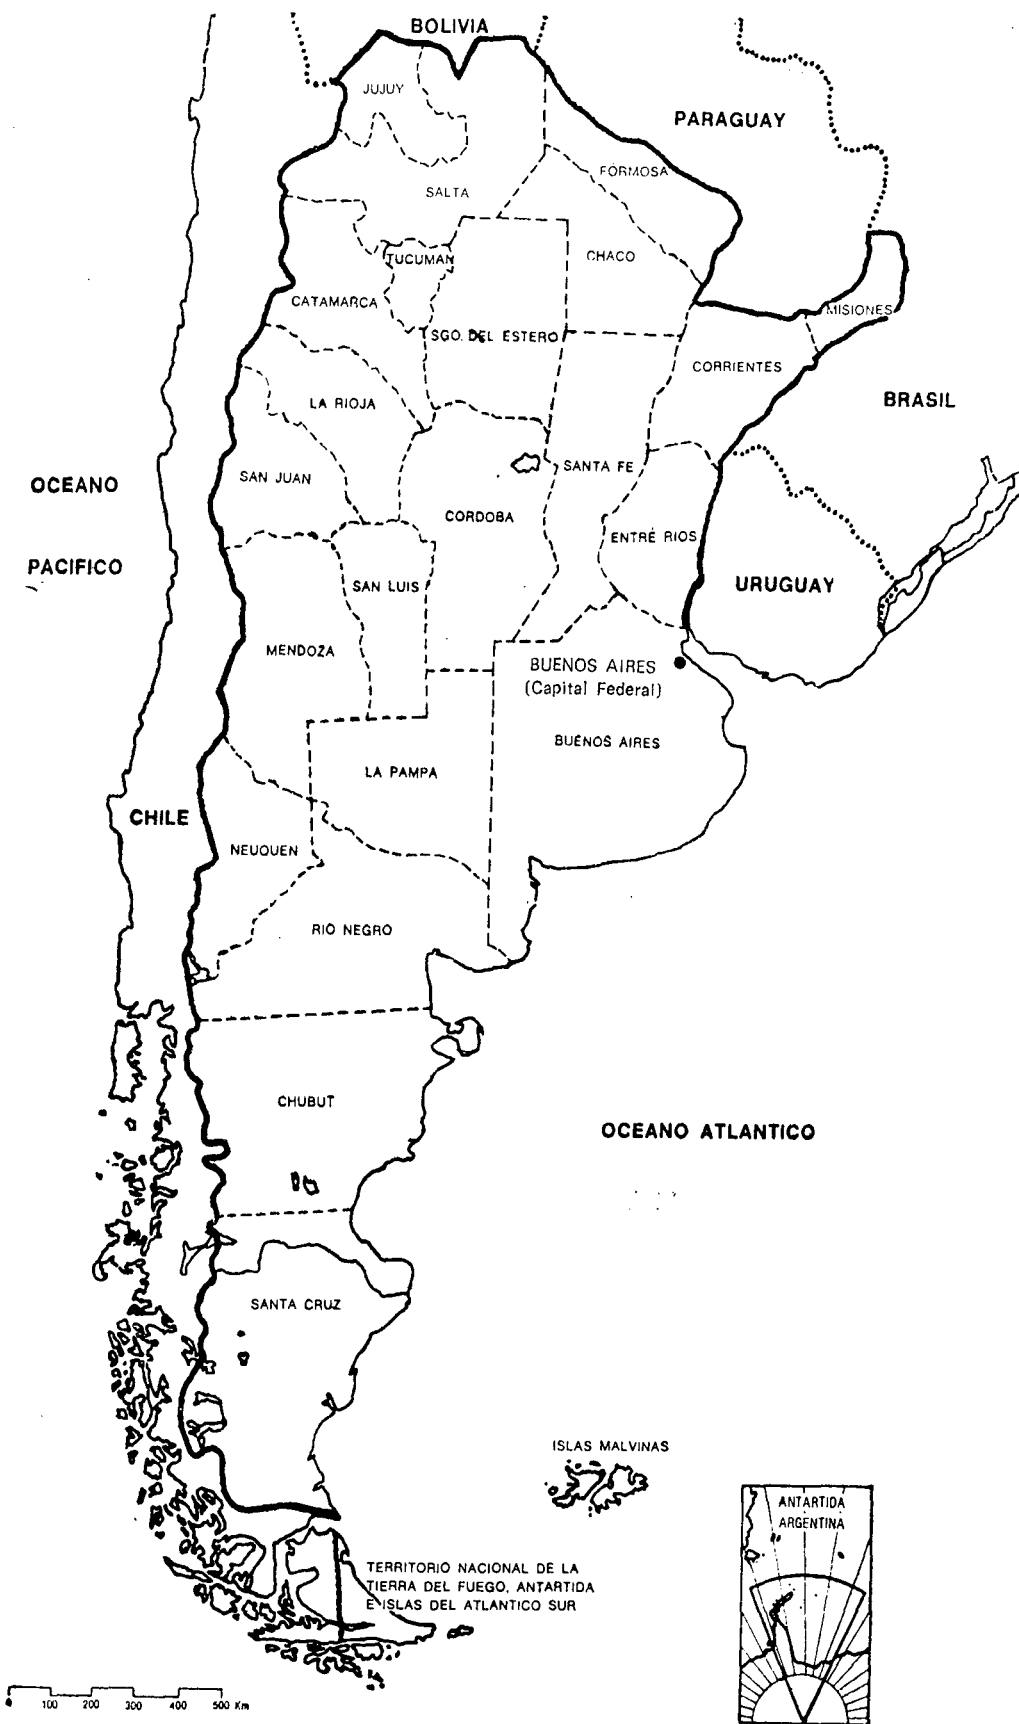 BOLIVIA
JUJUY
PARAGUAY
FORMOSA
SALTA
CHACO
TUCUMAN
CATAMARCA
MISIONES
SGO. DEL ESTERO
CORRIENTES
LA RIOJA
BRASIL
SANTA FE
SAN JUAN
OCEANO
PACIFICO
CORDOBA
ENTRÉ RIOS
SAN LUIS
URUGUAY
MENDOZA
BUENOS AIRES
(Capital Federal)
BUENOS AIRES
LA PAMPA
CHILE
NEUQUEN
RIO NEGRO
CHUBUT
OCEANO ATLANTICO
SANTA CRUZ
ISLAS MALVINAS
ANTARTIDA
ARGENTINA
TERRITORIO NACIONAL DE LA
TIERRA DEL FUEGO, ANTARTIDA
E ISLAS DEL ATLANTICO SUR
0 100 200 300 400 500 Km